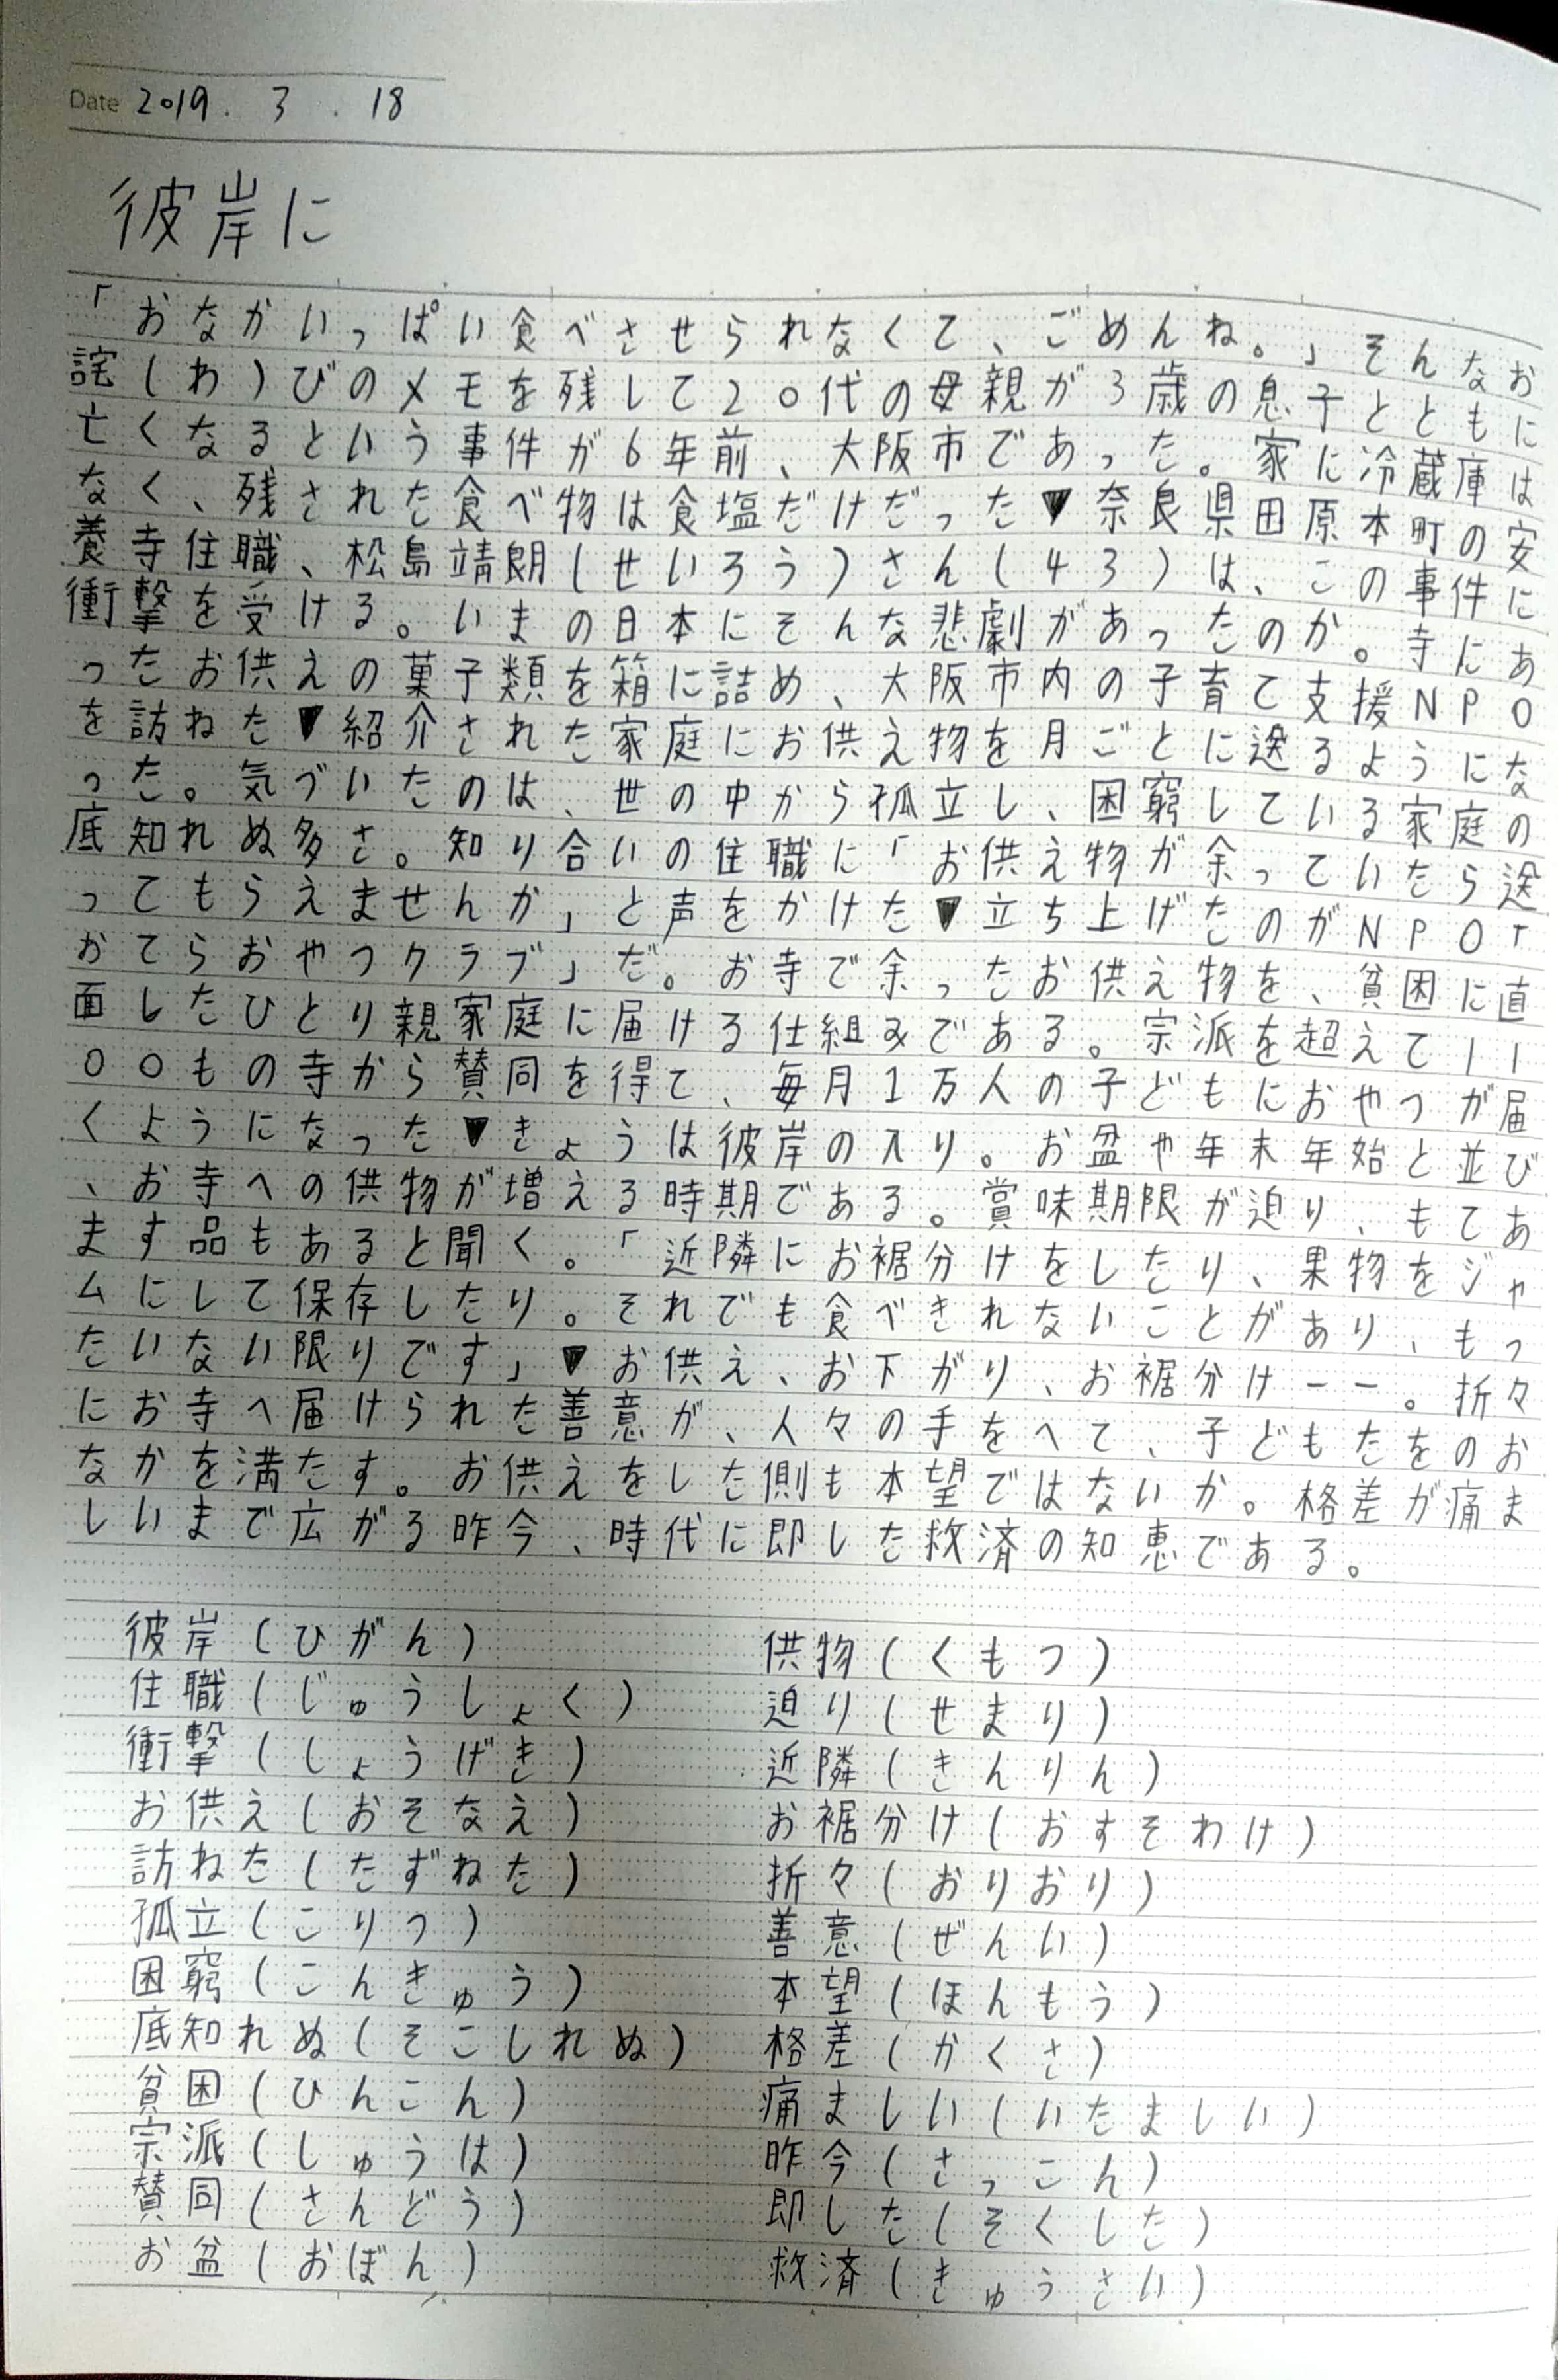 Date 2019. 3. 18
彼岸に
「おなかいっぱい食べさせられなくて、ごめんね。」そんなお
詫(わ)びのメモを残して20代の母親が3歳の息子とともに
亡くなるという事件が6年前、大阪市であった。家に冷蔵庫は
なく、残された食べ物は食塩だけだった▼奈良県田原本町の安
養寺住職、松島靖朗(せいろう)さん(43)は、この事件に
衝撃を受ける。いまの日本にそんな悲劇があったのか。寺にあ
ったお供えの菓子類を箱に詰め、大阪市内の子育て支援NPO
を訪ねた▼紹介された家庭にお供え物を月ごとに送るようにな
った。気づいたのは、世の中から孤立し、困窮している家庭の
底知れぬ多さ。知り合いの住職に「お供え物が余っていたら送
ってもらえませんか」と声をかけた▼立ち上げたのがNPO「
おてらおやつクラブ」だ。お寺で余ったお供え物を、貧困に直
面したひとり親家庭に届ける仕組みである。宗派を超えて11
00もの寺から賛同を得て、毎月1万人の子どもにおやつが届
くようになった▼きょうは彼岸の入り。お盆や年末年始と並び
、お寺への供物が増える時期である。賞味期限が迫り、もてあ
ます品もあると聞く。「近隣にお裾分けをしたり、果物をジャ
ムにして保存したり。それでも食べきれないことがあり、もっ
たいない限りです」▼お供え、お下がり、お裾分けーー。折々
にお寺へ届けられた善意が、人々の手をへて、子どもたをのお
なかを満たす。お供えをした側も本望ではないか。格差が痛ま
しいまで広がる昨今、時代に即した救済の知恵である。
彼岸(ひがん)
住職(じゅうしょく)
衝撃(しょうげき)
お供え(おそなえ)
訪ねた(たずねた)
孤立(こりつ)
困窮(こんきゅう)
底知れぬ(そこしれぬ)
貧困(ひんこん)
宗派(しゅうは)
賛同(さんどう)
お盆(おぼん)
供物(くもつ)
迫り(せまり)
近隣(きんりん)
お裾分け(おすそわけ)
折々(おりおり)
善意(ぜんい)
本望(ほんもう)
格差(かくさ)
痛ましい(いたましい)
昨今(さっこん)
即した(そくした)
救済(きゅうさい)